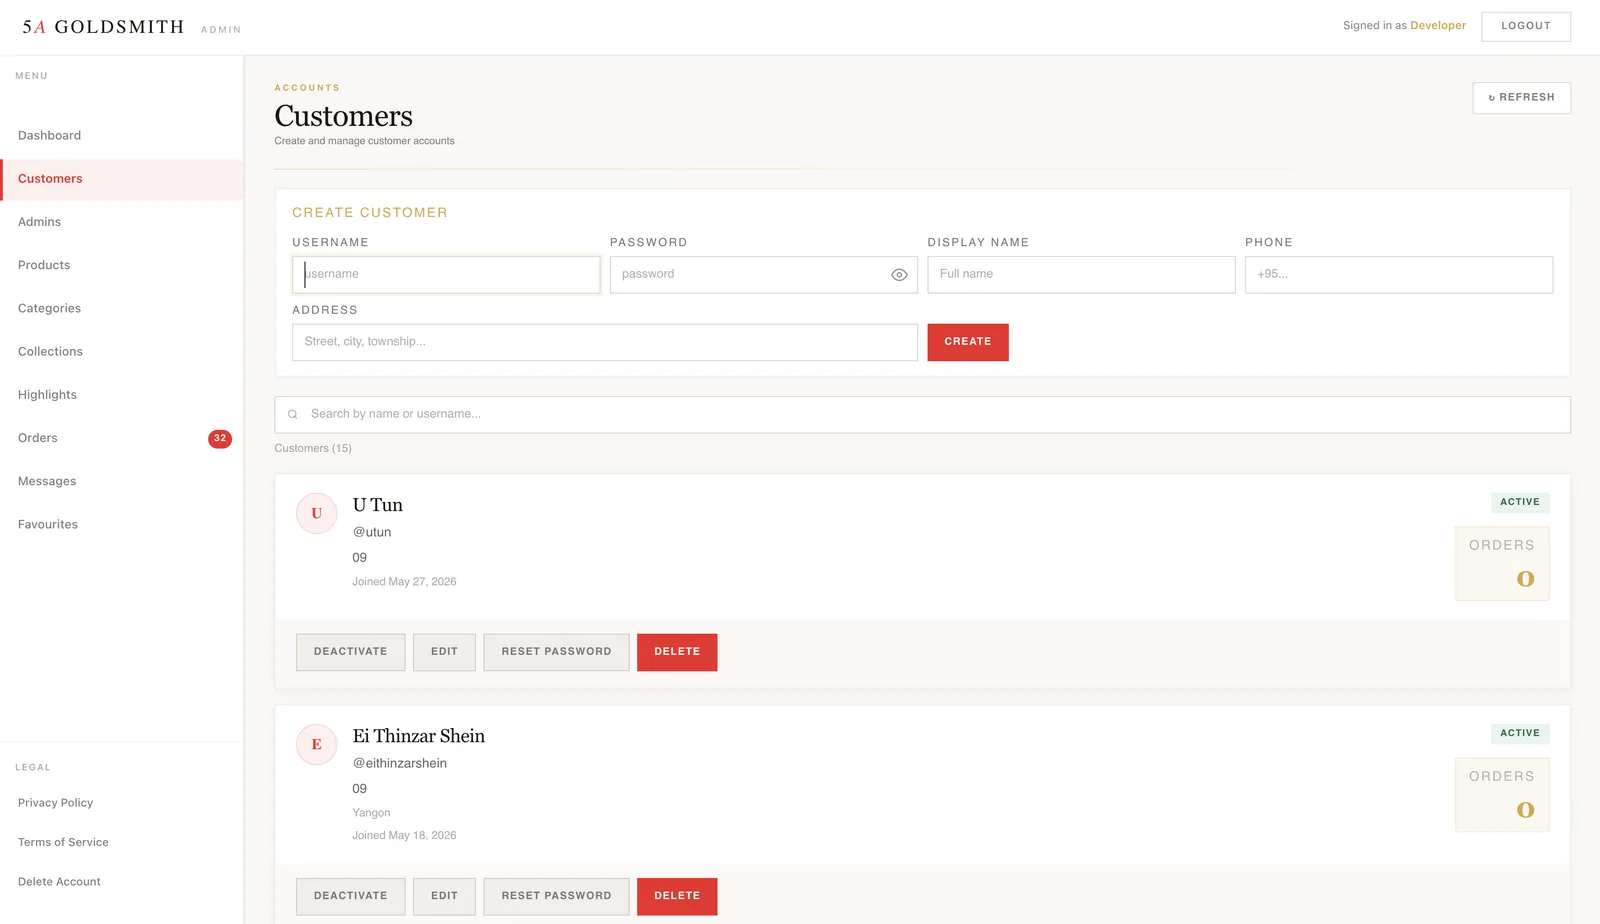 5A GOLDSMITH ADMIN
Signed in as Developer
LOGOUT
MENU
Dashboard
Customers
Admins
Products
Categories
Collections
Highlights
Orders 32
Messages
Favourites
LEGAL
Privacy Policy
Terms of Service
Delete Account
ACCOUNTS
Customers
Create and manage customer accounts
↻ REFRESH
CREATE CUSTOMER
USERNAME PASSWORD DISPLAY NAME PHONE
username password Full name +95...
ADDRESS
Street, city, township... CREATE
Search by name or username...
Customers (15)
U
U Tun
@utun
09
Joined May 27, 2026
ACTIVE
ORDERS
0
DEACTIVATE EDIT RESET PASSWORD DELETE
E
Ei Thinzar Shein
@eithinzarshein
09
Yangon
Joined May 18, 2026
ACTIVE
ORDERS
0
DEACTIVATE EDIT RESET PASSWORD DELETE